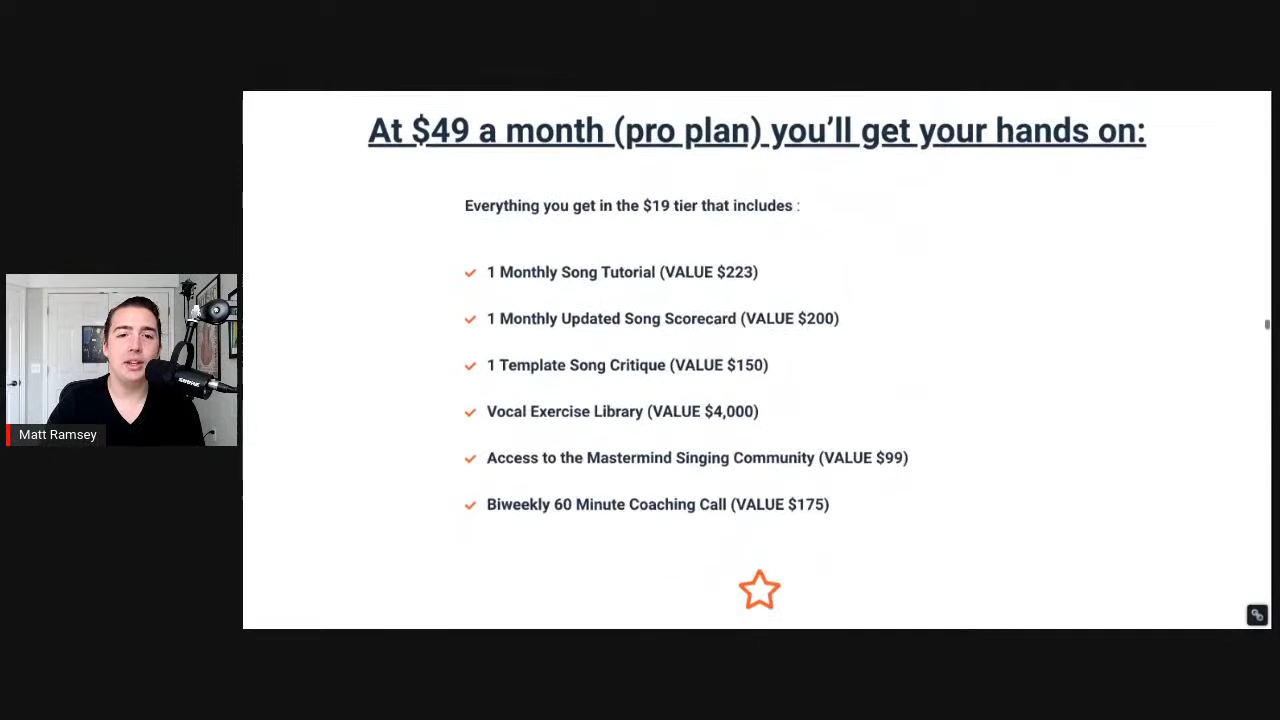 At $49 a month (pro plan) you'll get your hands on:
Everything you get in the $19 tier that includes :
1 Monthly Song Tutorial (VALUE $223)
1 Monthly Updated Song Scorecard (VALUE $200)
1 Template Song Critique (VALUE $150)
Vocal Exercise Library (VALUE $4,000)
Access to the Mastermind Singing Community (VALUE $99)
Biweekly 60 Minute Coaching Call (VALUE $175)
SHURE
Matt Ramsey